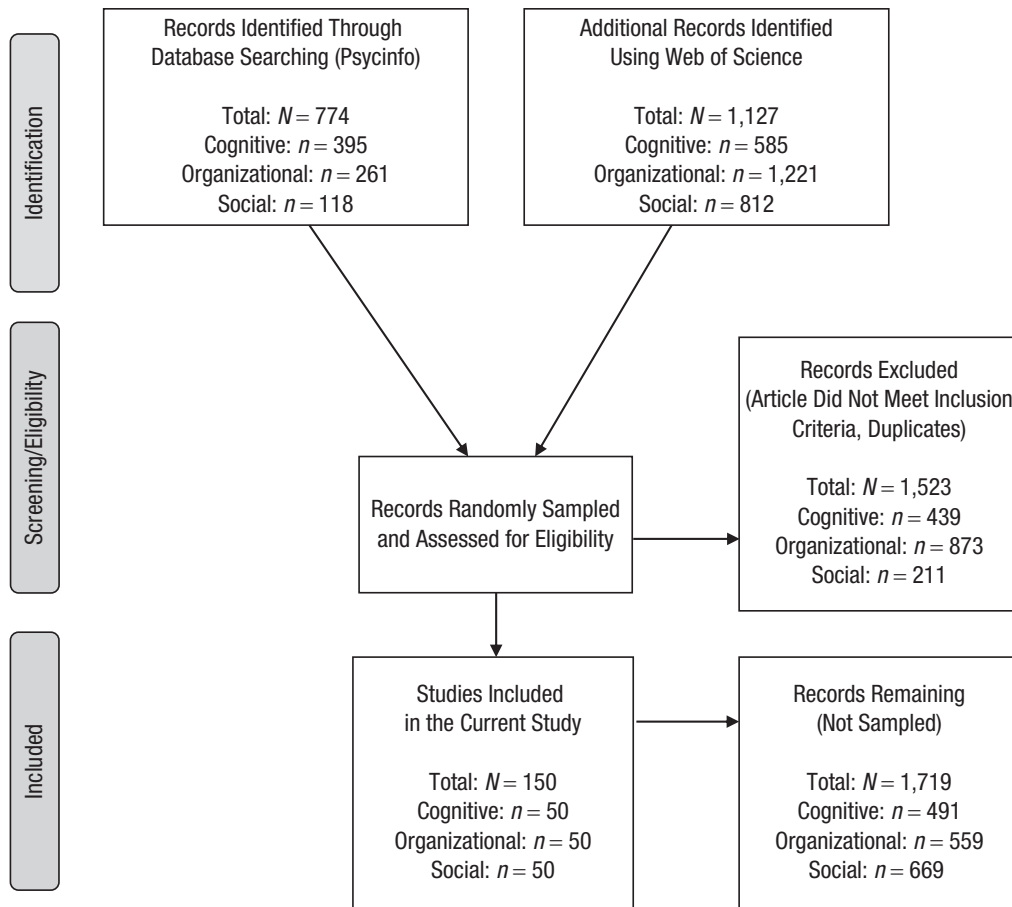 Identification
Records Identified Through
Database Searching (Psycinfo)
Total: N = 774
Cognitive: n = 395
Organizational: n = 261
Social: n = 118
Additional Records Identified
Using Web of Science
Total: N = 1,127
Cognitive: n = 585
Organizational: n = 1,221
Social: n = 812
Screening/Eligibility
Records Randomly Sampled
and Assessed for Eligibility
Records Excluded
(Article Did Not Meet Inclusion
Criteria, Duplicates)
Total: N = 1,523
Cognitive: n = 439
Organizational: n = 873
Social: n = 211
Included
Studies Included
in the Current Study
Total: N = 150
Cognitive: n = 50
Organizational: n = 50
Social: n = 50
Records Remaining
(Not Sampled)
Total: N = 1,719
Cognitive: n = 491
Organizational: n = 559
Social: n = 669